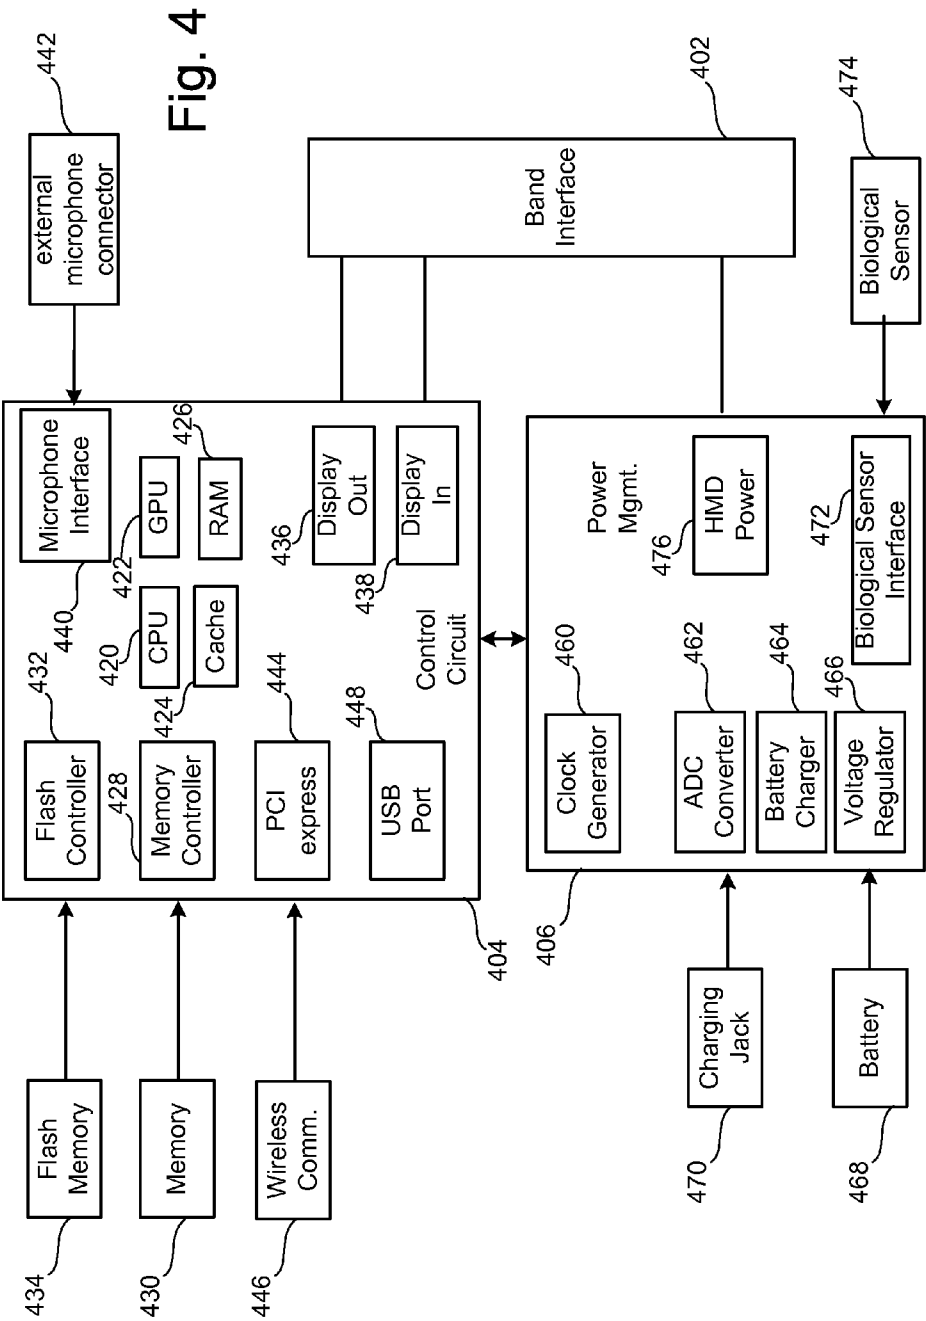 434
Flash
Memory
430
Memory
446
Wireless
Comm.
432
Flash
Controller
428
Memory
Controller
444
PCI
express
448
USB
Port
404
420
CPU
424
Cache
440
Microphone
Interface
422
GPU
426
RAM
436
Display
Out
438
Display
In
Control
Circuit
442
external
microphone
connector
Fig. 4
402
Band
Interface
470
Charging
Jack
468
Battery
406
460
Clock
Generator
462
ADC
Converter
464
Battery
Charger
466
Voltage
Regulator
Power
Mgmt.
476
HMD
Power
472
Biological Sensor
Interface
474
Biological
Sensor